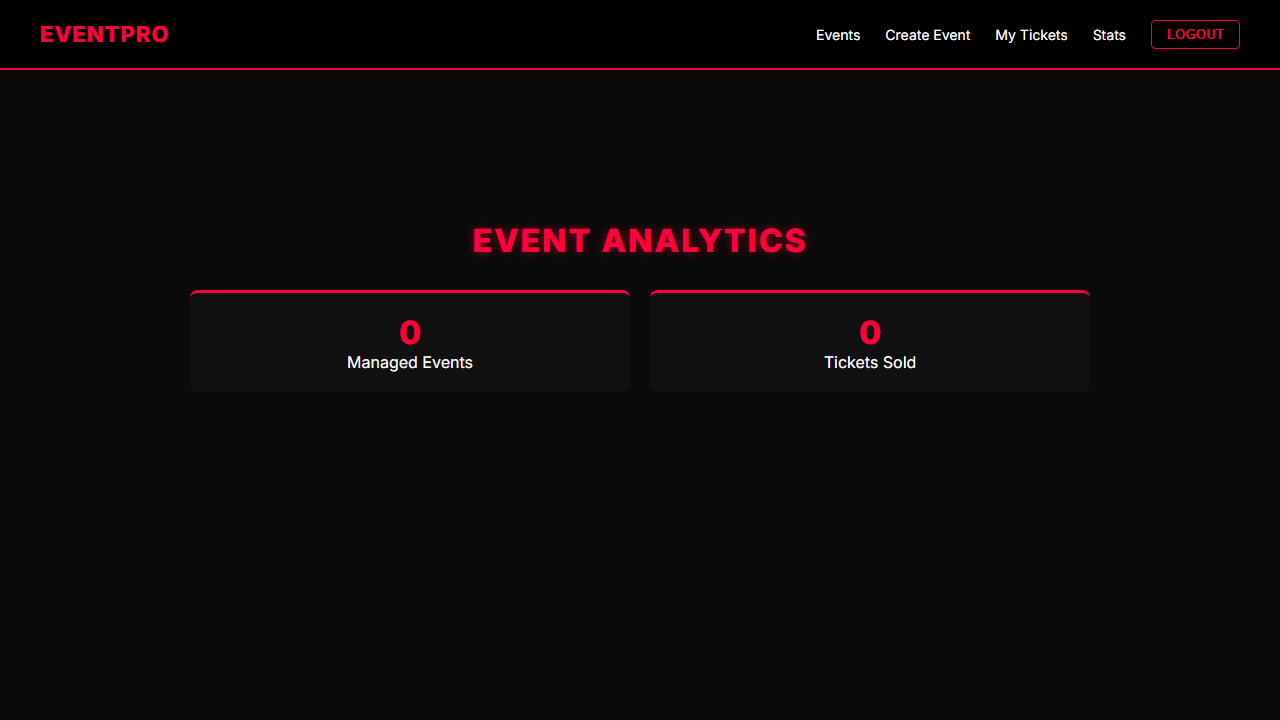 EVENTPRO
Events Create Event My Tickets Stats LOGOUT
EVENT ANALYTICS
0
Managed Events
0
Tickets Sold